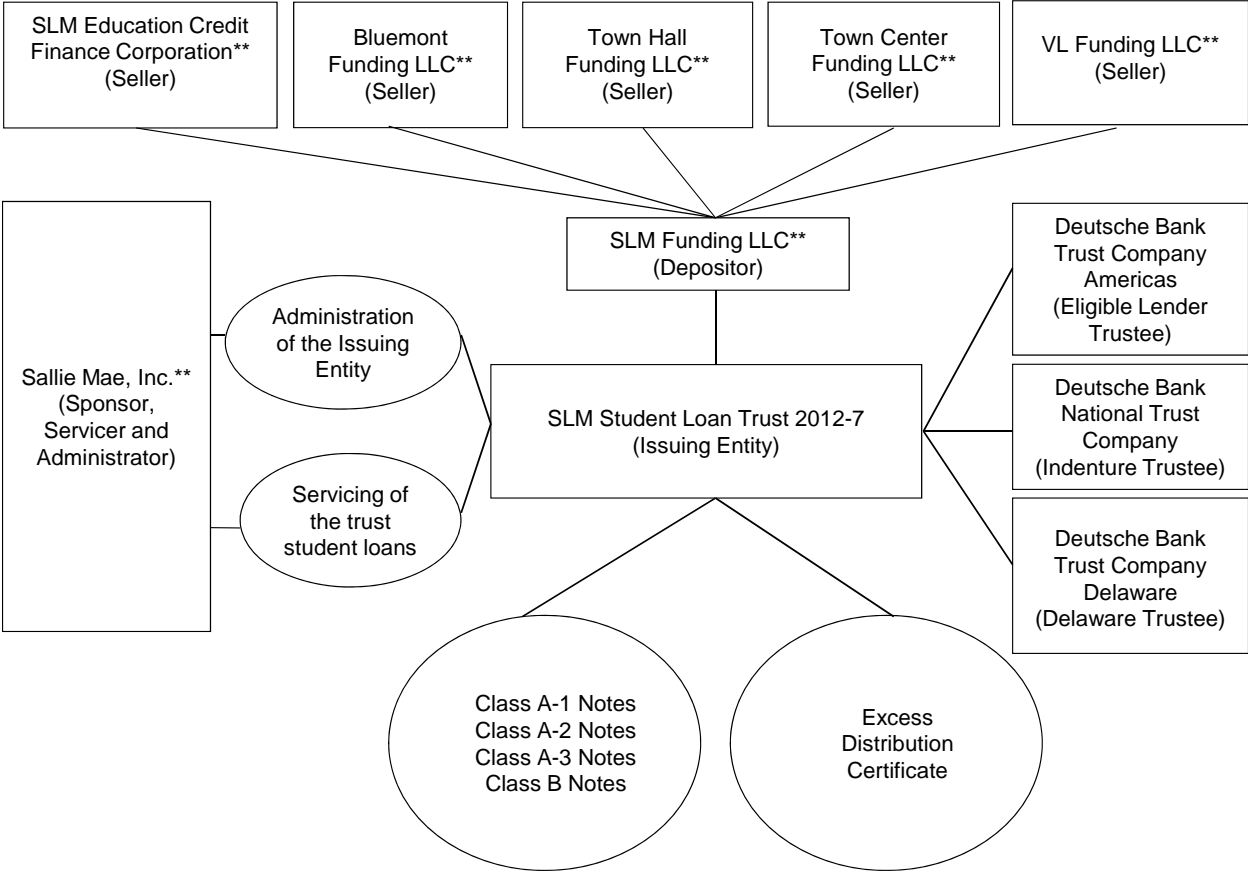 SLM Education Credit
Finance Corporation**
(Seller)
Bluemont
Funding LLC**
(Seller)
Town Hall
Funding LLC**
(Seller)
Town Center
Funding LLC**
(Seller)
VL Funding LLC**
(Seller)
SLM Funding LLC**
(Depositor)
Sallie Mae, Inc.**
(Sponsor,
Servicer and
Administrator)
Administration
of the Issuing
Entity
Servicing of
the trust
student loans
SLM Student Loan Trust 2012-7
(Issuing Entity)
Deutsche Bank
Trust Company
Americas
(Eligible Lender
Trustee)
Deutsche Bank
National Trust
Company
(Indenture Trustee)
Deutsche Bank
Trust Company
Delaware
(Delaware Trustee)
Class A-1 Notes
Class A-2 Notes
Class A-3 Notes
Class B Notes
Excess
Distribution
Certificate